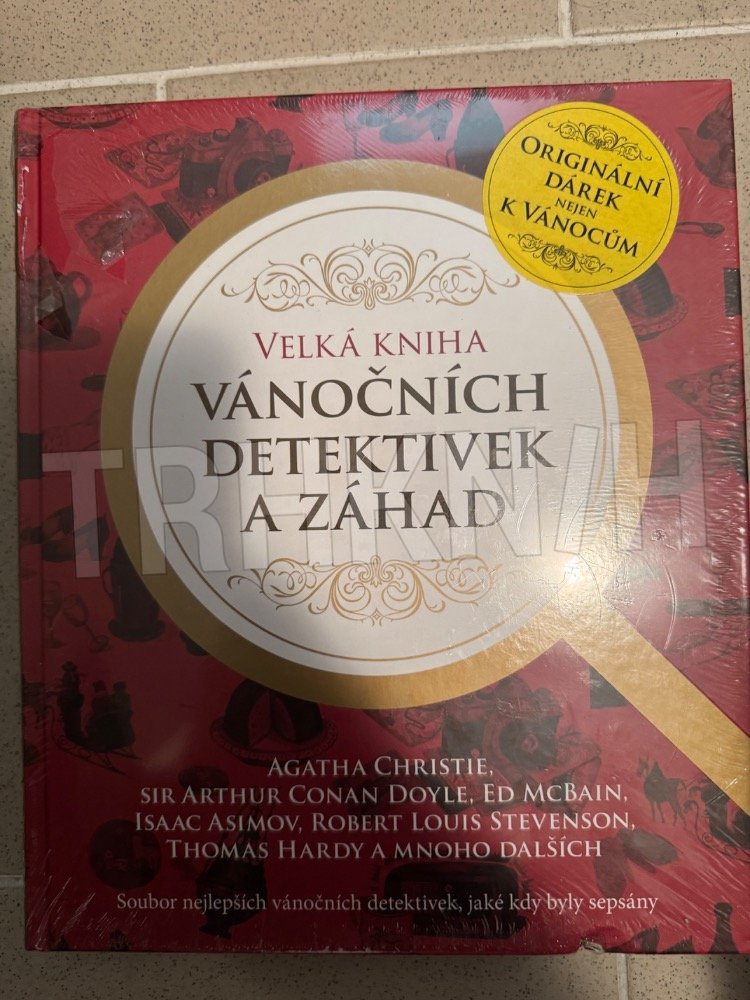 ORIGINÁLNÍ
DÁREK
NEJEN
K VÁNOCŮM
VELKÁ KNIHA
VÁNOČNÍCH
DETEKTIVEK
A ZÁHAD
TRHKNIH
AGATHA CHRISTIE,
SIR ARTHUR CONAN DOYLE, ED MCBAIN,
ISAAC ASIMOV, ROBERT LOUIS STEVENSON,
THOMAS HARDY A MNOHO DALŠÍCH
Soubor nejlepších vánočních detektivek, jaké kdy byly sepsány